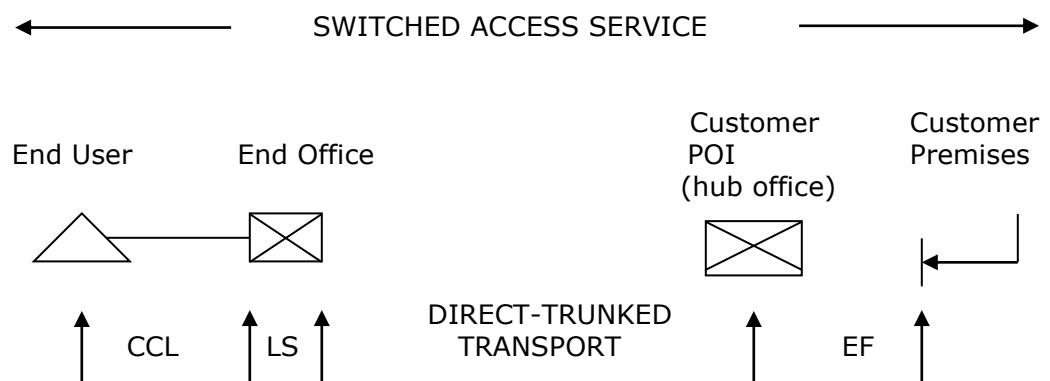 SWITCHED ACCESS SERVICE
Customer
POI
(hub office)
Customer
Premises
End User
End Office
CCL
LS
DIRECT-TRUNKED
TRANSPORT
EF